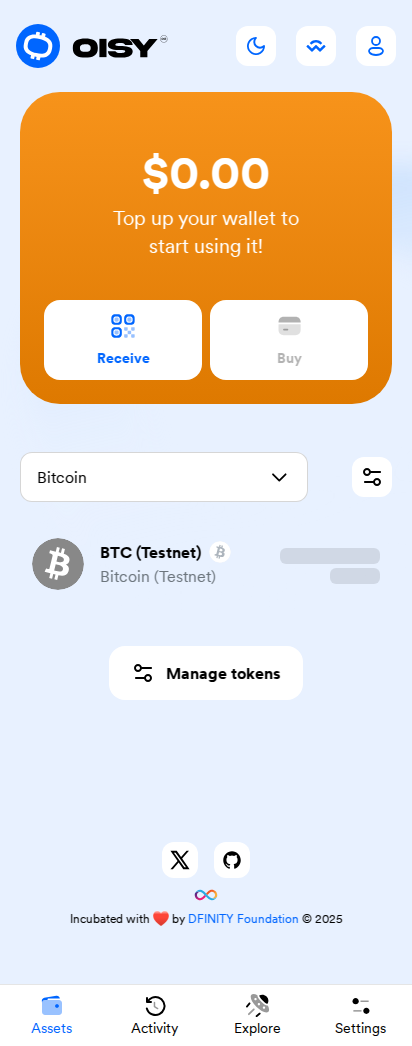 OISY
$0.00
Top up your wallet to
start using it!
Receive
Buy
Bitcoin
BTC (Testnet)
Bitcoin (Testnet)
Manage tokens
Incubated with ❤️ by DFINITY Foundation © 2025
Assets
Activity
Explore
Settings